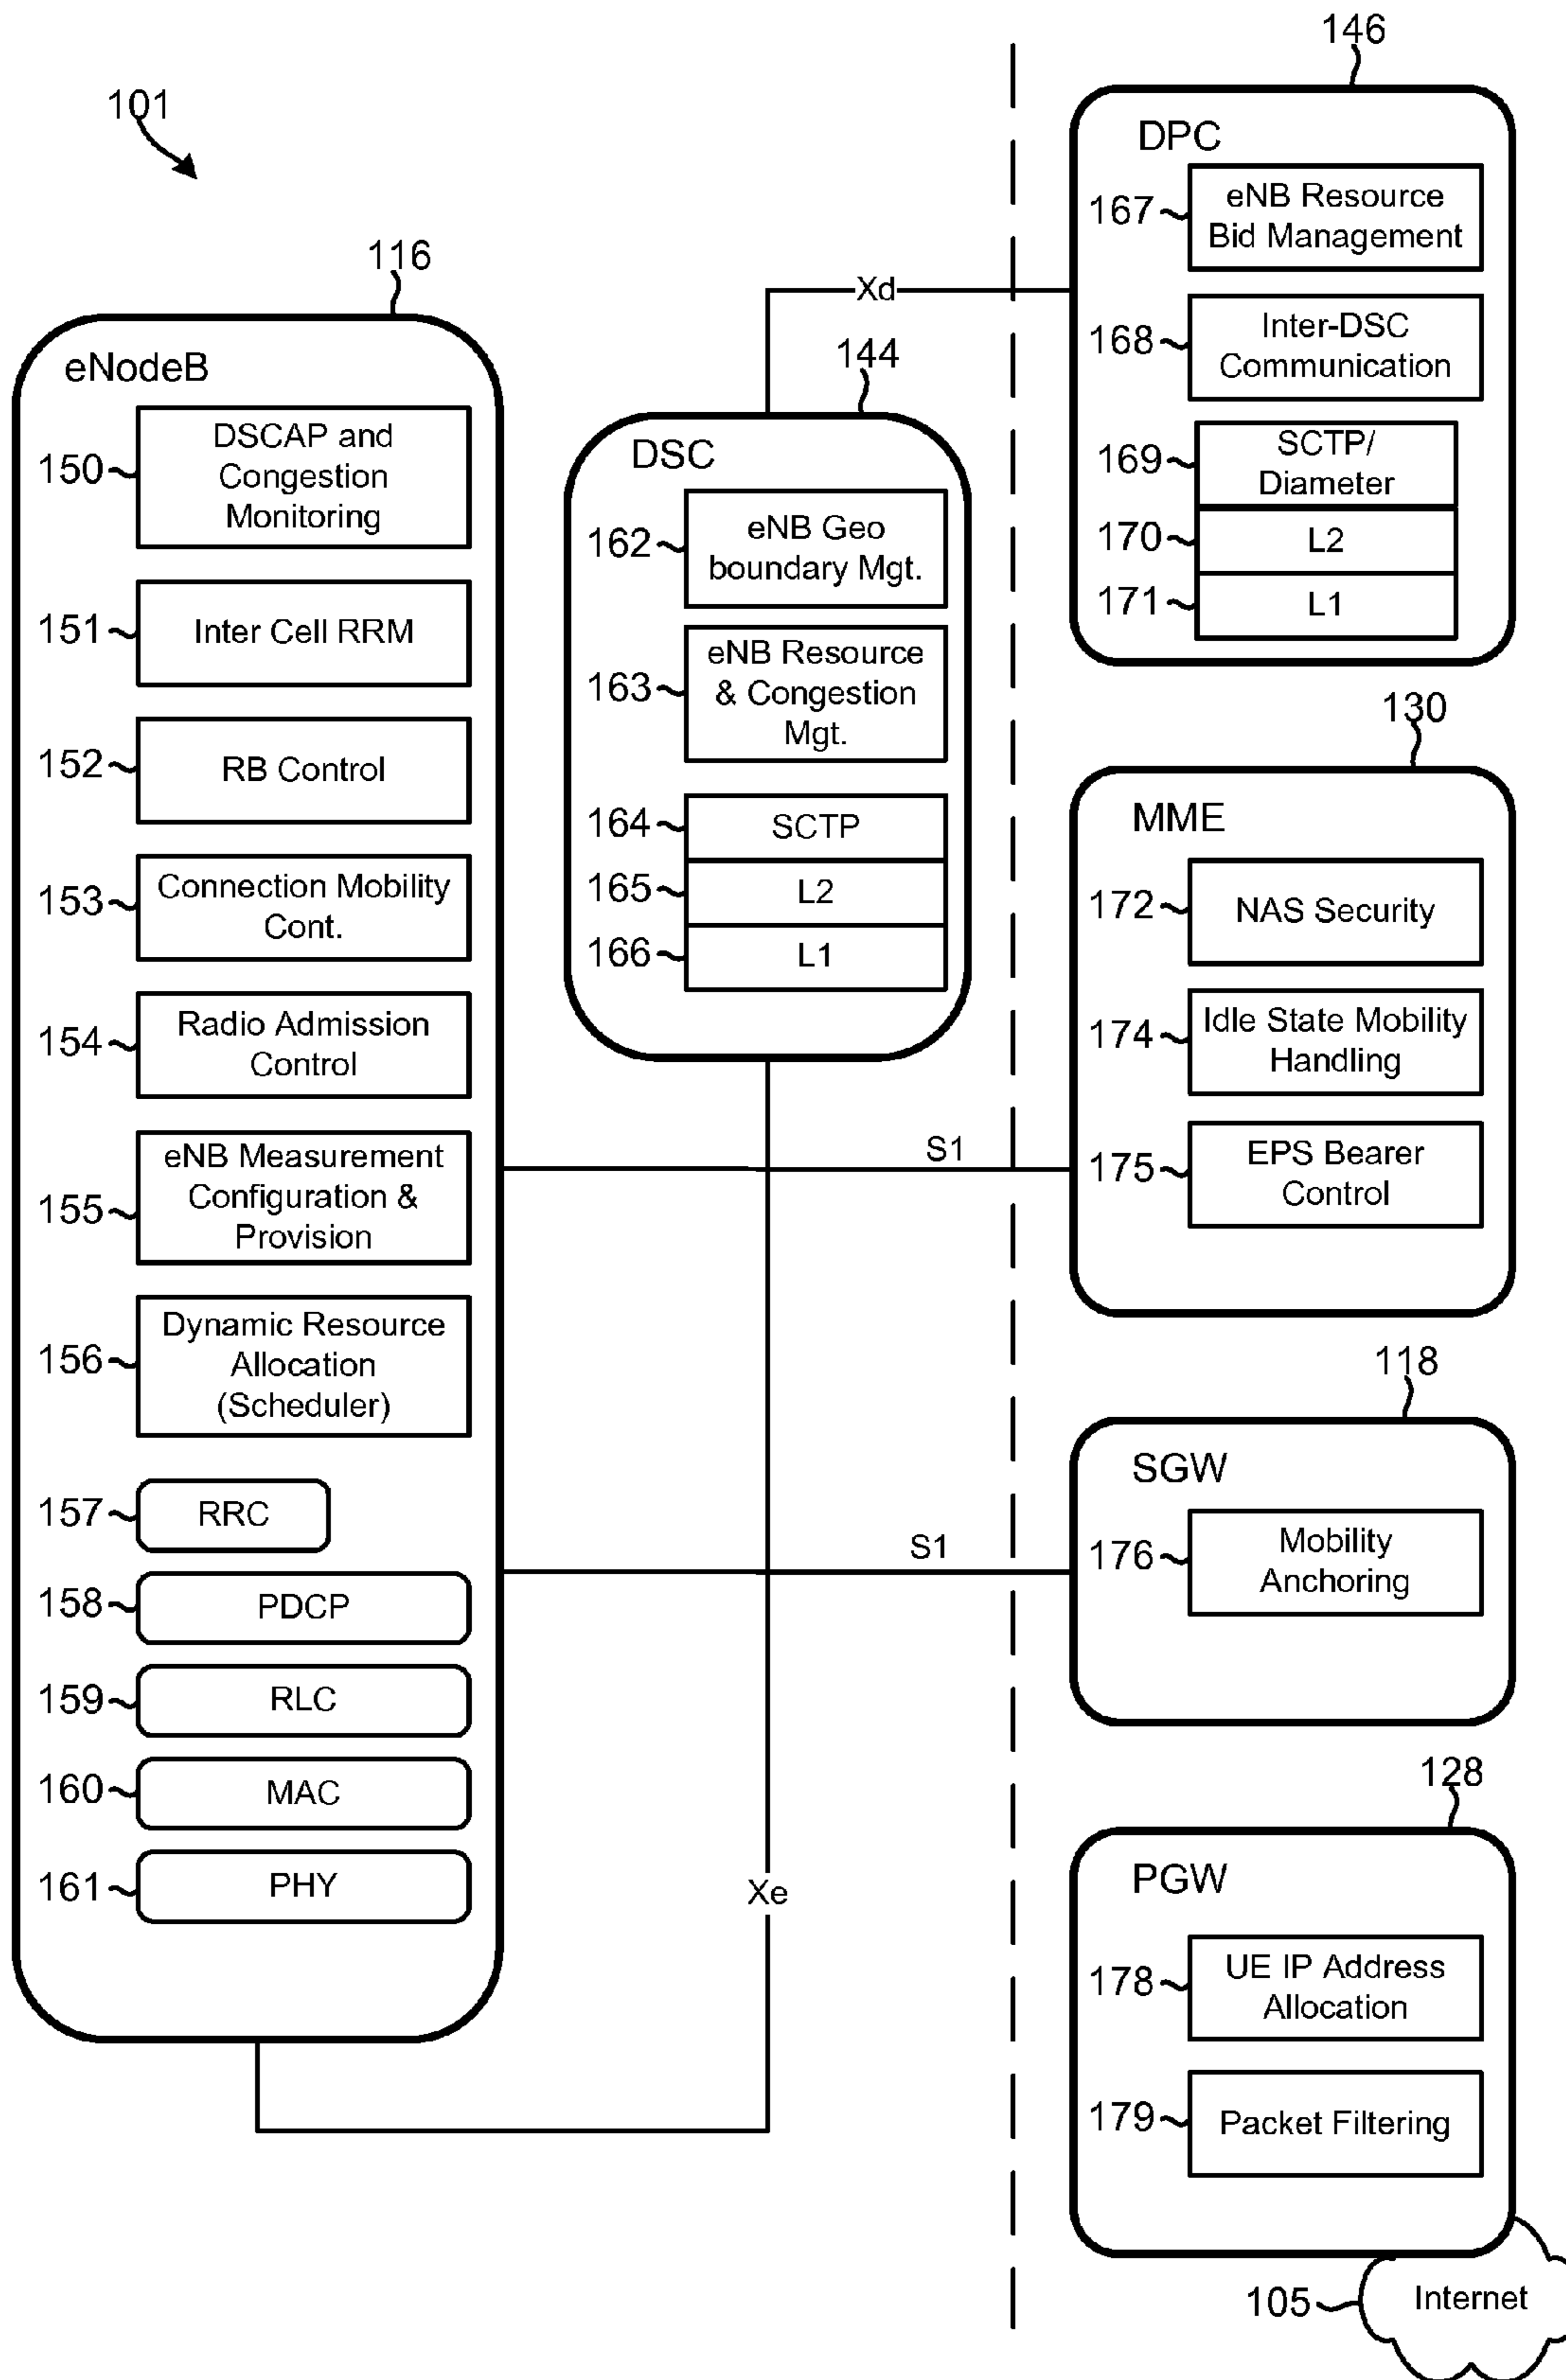 101
116
eNodeB
150
DSCAP and
Congestion
Monitoring
151
Inter Cell RRM
152
RB Control
153
Connection Mobility
Cont.
154
Radio Admission
Control
155
eNB Measurement
Configuration &
Provision
156
Dynamic Resource
Allocation
(Scheduler)
157
RRC
158
PDCP
159
RLC
160
MAC
161
PHY
Xd
144
DSC
162
eNB Geo
boundary Mgt.
163
eNB Resource
& Congestion
Mgt.
164
SCTP
165
L2
166
L1
S1
S1
Xe
146
DPC
167
eNB Resource
Bid Management
168
Inter-DSC
Communication
169
SCTP/
Diameter
170
L2
171
L1
130
MME
172
NAS Security
174
Idle State Mobility
Handling
175
EPS Bearer
Control
118
SGW
176
Mobility
Anchoring
128
PGW
178
UE IP Address
Allocation
179
Packet Filtering
105
Internet